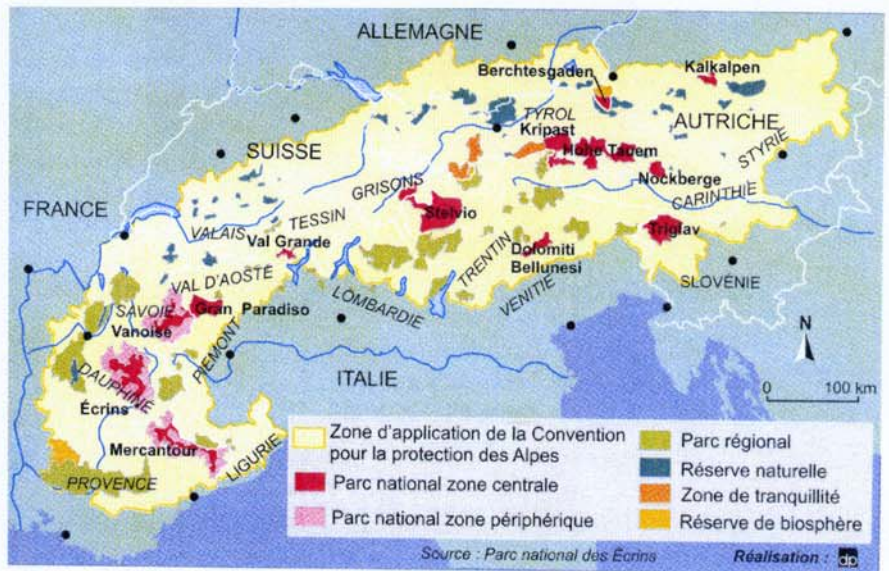 ALLEMAGNE
Berchtesgaden
Kalkalpen
TYROL
Kripast
AUTRICHE
SUISSE
Hohe Tauern
STYRIE
GRISONS
Nockberge
FRANCE
TESSIN
CARINTHIE
VALAIS
Stelvio
Val Grande
Triglav
TRENTIN
Dolomiti
Bellunesi
VAL D'AOSTE
SLOVÉNIE
LOMBARDIE
VENITIE
SAVOIE
Gran Paradiso
Vanoise
PIEMONT
N
DAUPHINÉ
ITALIE
0 100 km
Écrins
Mercantour
LIGURIE
PROVENCE
Zone d'application de la Convention
pour la protection des Alpes
Parc national zone centrale
Parc national zone périphérique
Parc régional
Réserve naturelle
Zone de tranquillité
Réserve de biosphère
Source : Parc national des Écrins
Réalisation : dp